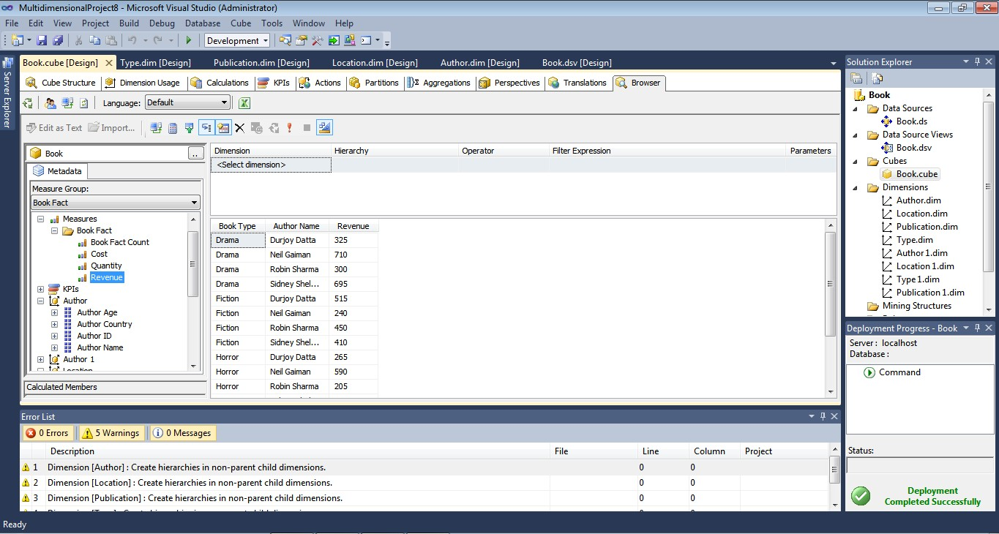 MultidimensionalProject8 - Microsoft Visual Studio (Administrator)
File Edit View Project Build Debug Database Cube Tools Window Help
Development
Server Explorer
Book.cube [Design] Type.dim [Design] Publication.dim [Design] Location.dim [Design] Author.dim [Design] Book.dsv [Design]
Cube Structure Dimension Usage Calculations KPIs Actions Partitions Aggregations Perspectives Translations Browser
Language: Default
Edit as Text Import...
Book ..
Metadata
Measure Group:
Book Fact
Measures
Book Fact
Book Fact Count
Cost
Quantity
Revenue
KPIs
Author
Author Age
Author Country
Author ID
Author Name
Author 1
Location
Calculated Members
Dimension Hierarchy Operator Filter Expression Parameters
<Select dimension>
Book Type Author Name Revenue
Drama Durjoy Datta 325
Drama Neil Gaiman 710
Drama Robin Sharma 300
Drama Sidney Shel... 695
Fiction Durjoy Datta 515
Fiction Neil Gaiman 240
Fiction Robin Sharma 450
Fiction Sidney Shel... 410
Horror Durjoy Datta 265
Horror Neil Gaiman 590
Horror Robin Sharma 205
Solution Explorer
Book
Data Sources
Book.ds
Data Source Views
Book.dsv
Cubes
Book.cube
Dimensions
Author.dim
Location.dim
Publication.dim
Type.dim
Author 1.dim
Location 1.dim
Type 1.dim
Publication 1.dim
Mining Structures
Deployment Progress - Book
Server : localhost
Database :
Command
Status:
Deployment
Completed Successfully
Error List
0 Errors 5 Warnings 0 Messages
Description File Line Column Project
1 Dimension [Author] : Create hierarchies in non-parent child dimensions. 0 0
2 Dimension [Location] : Create hierarchies in non-parent child dimensions. 0 0
3 Dimension [Publication] : Create hierarchies in non-parent child dimensions. 0 0
Ready